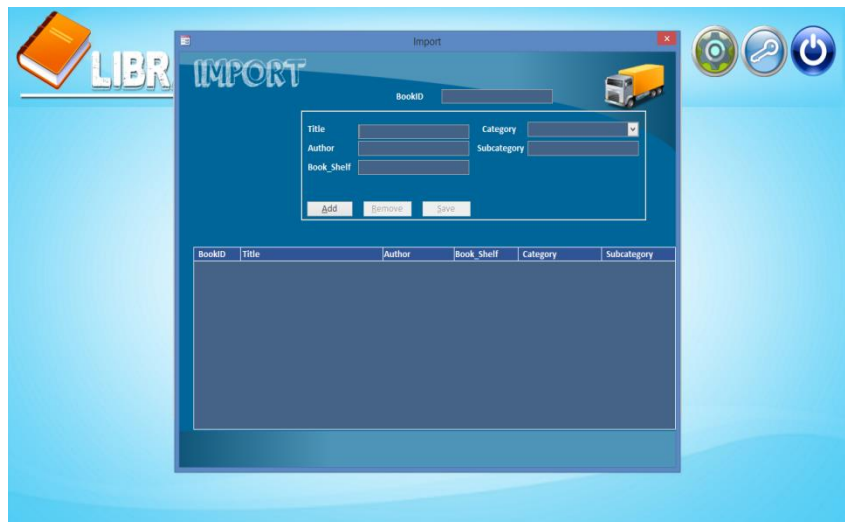 Import
LIBR
IMPORT
BookID
Title Category
Author Subcategory
Book_Shelf
Add Remove Save
BookID Title Author Book_Shelf Category Subcategory